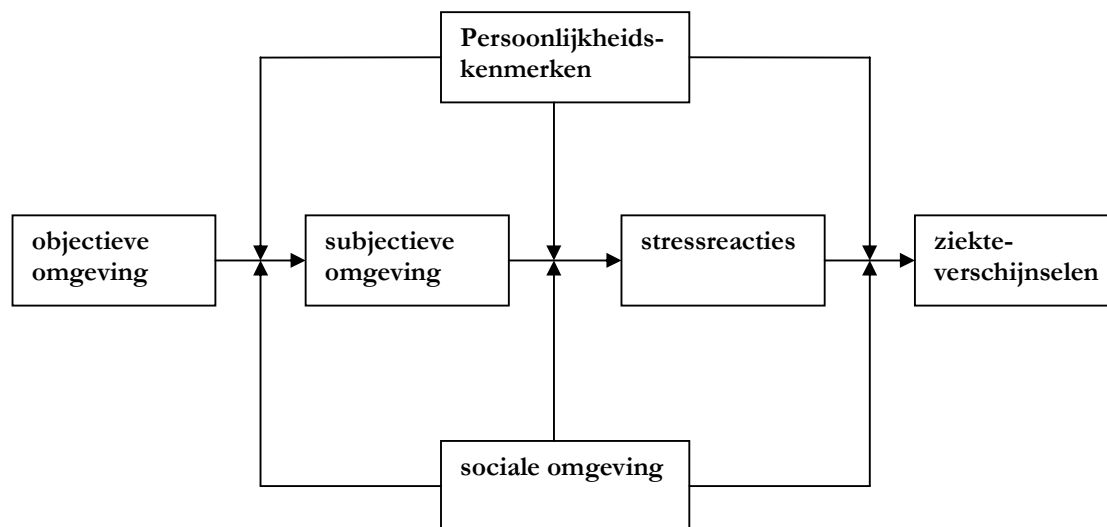 Persoonlijkheids-
kenmerken
objectieve
omgeving
subjectieve
omgeving
stressreacties
ziekte-
verschijnselen
sociale omgeving